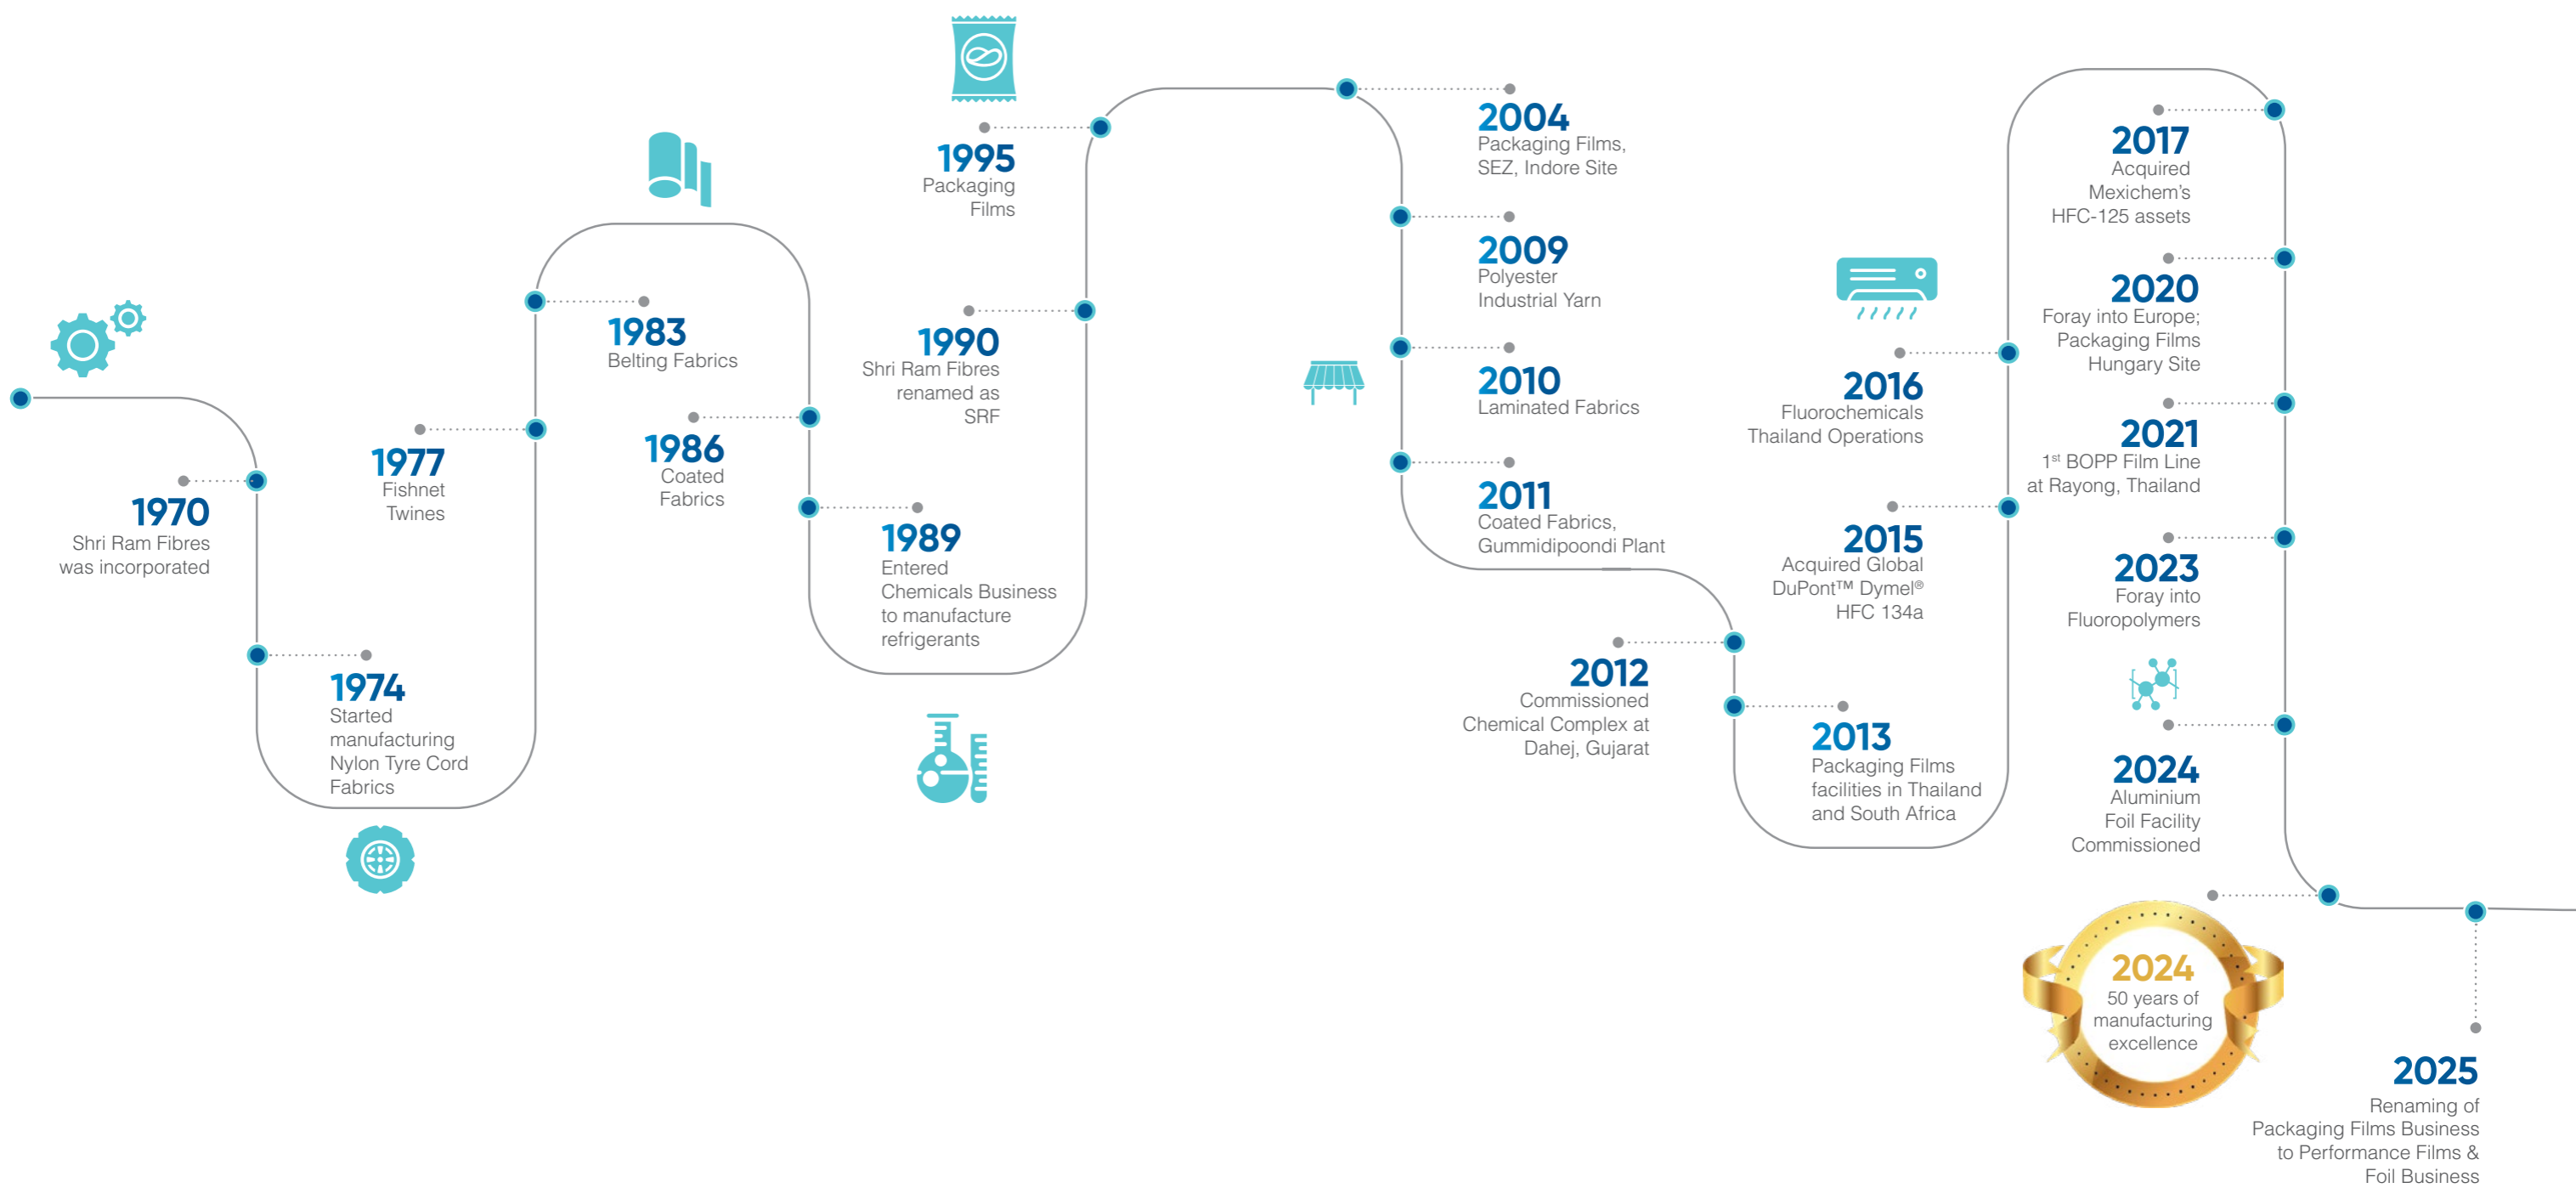 1970
Shri Ram Fibres
was incorporated
1974
Started
manufacturing
Nylon Tyre Cord
Fabrics
1977
Fishnet
Twines
1983
Belting Fabrics
1986
Coated
Fabrics
1989
Entered
Chemicals Business
to manufacture
refrigerants
1990
Shri Ram Fibres
renamed as
SRF
1995
Packaging
Films
2004
Packaging Films,
SEZ, Indore Site
2009
Polyester
Industrial Yarn
2010
Laminated Fabrics
2011
Coated Fabrics,
Gummidipoondi Plant
2012
Commissioned
Chemical Complex at
Dahej, Gujarat
2013
Packaging Films
facilities in Thailand
and South Africa
2015
Acquired Global
DuPont™ Dymel®
HFC 134a
2016
Fluorochemicals
Thailand Operations
2017
Acquired
Mexichem's
HFC-125 assets
2020
Foray into Europe;
Packaging Films
Hungary Site
2021
1st BOPP Film Line
at Rayong, Thailand
2023
Foray into
Fluoropolymers
2024
Aluminium
Foil Facility
Commissioned
2024
50 years of
manufacturing
excellence
2025
Renaming of
Packaging Films Business
to Performance Films &
Foil Business